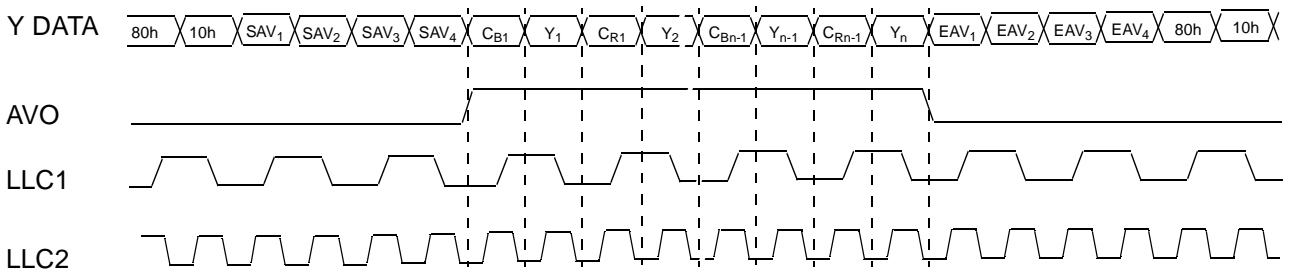 Y DATA 80h 10h SAV1 SAV2 SAV3 SAV4 CB1 Y1 CR1 Y2 CBn-1 Yn-1 CRn-1 Yn EAV1 EAV2 EAV3 EAV4 80h 10h
AVO
LLC1
LLC2